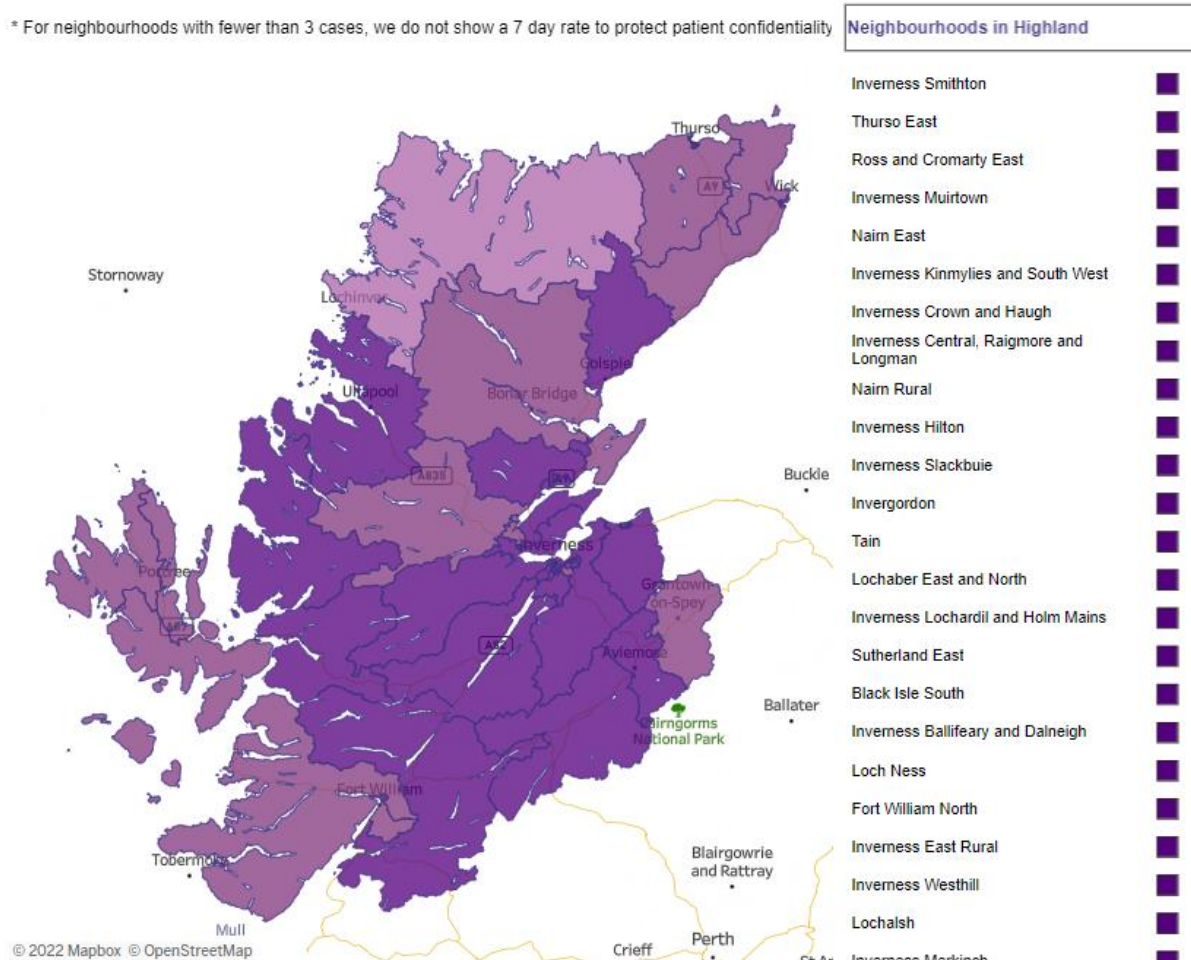 * For neighbourhoods with fewer than 3 cases, we do not show a 7 day rate to protect patient confidentiality
Neighbourhoods in Highland
Inverness Smithton
Thurso East
Ross and Cromarty East
Inverness Muirtown
Nairn East
Inverness Kinmylies and South West
Inverness Crown and Haugh
Inverness Central, Raigmore and
Longman
Nairn Rural
Inverness Hilton
Inverness Slackbuie
Invergordon
Tain
Lochaber East and North
Inverness Lochardil and Holm Mains
Sutherland East
Black Isle South
Inverness Ballifeary and Dalneigh
Loch Ness
Fort William North
Inverness East Rural
Inverness Westhill
Lochalsh
Inverness Merkinch
Thurso
A9
Wick
Stornoway
Lochinver
Golspie
Ullapool
Bonar Bridge
A835
A9
Buckie
Inverness
Portree
Grantown-
on-Spey
A87
A82
Aviemore
Ballater
Cairngorms
National Park
Fort William
Tobermory
Blairgowrie
and Rattray
Mull
Perth
Crieff
© 2022 Mapbox © OpenStreetMap